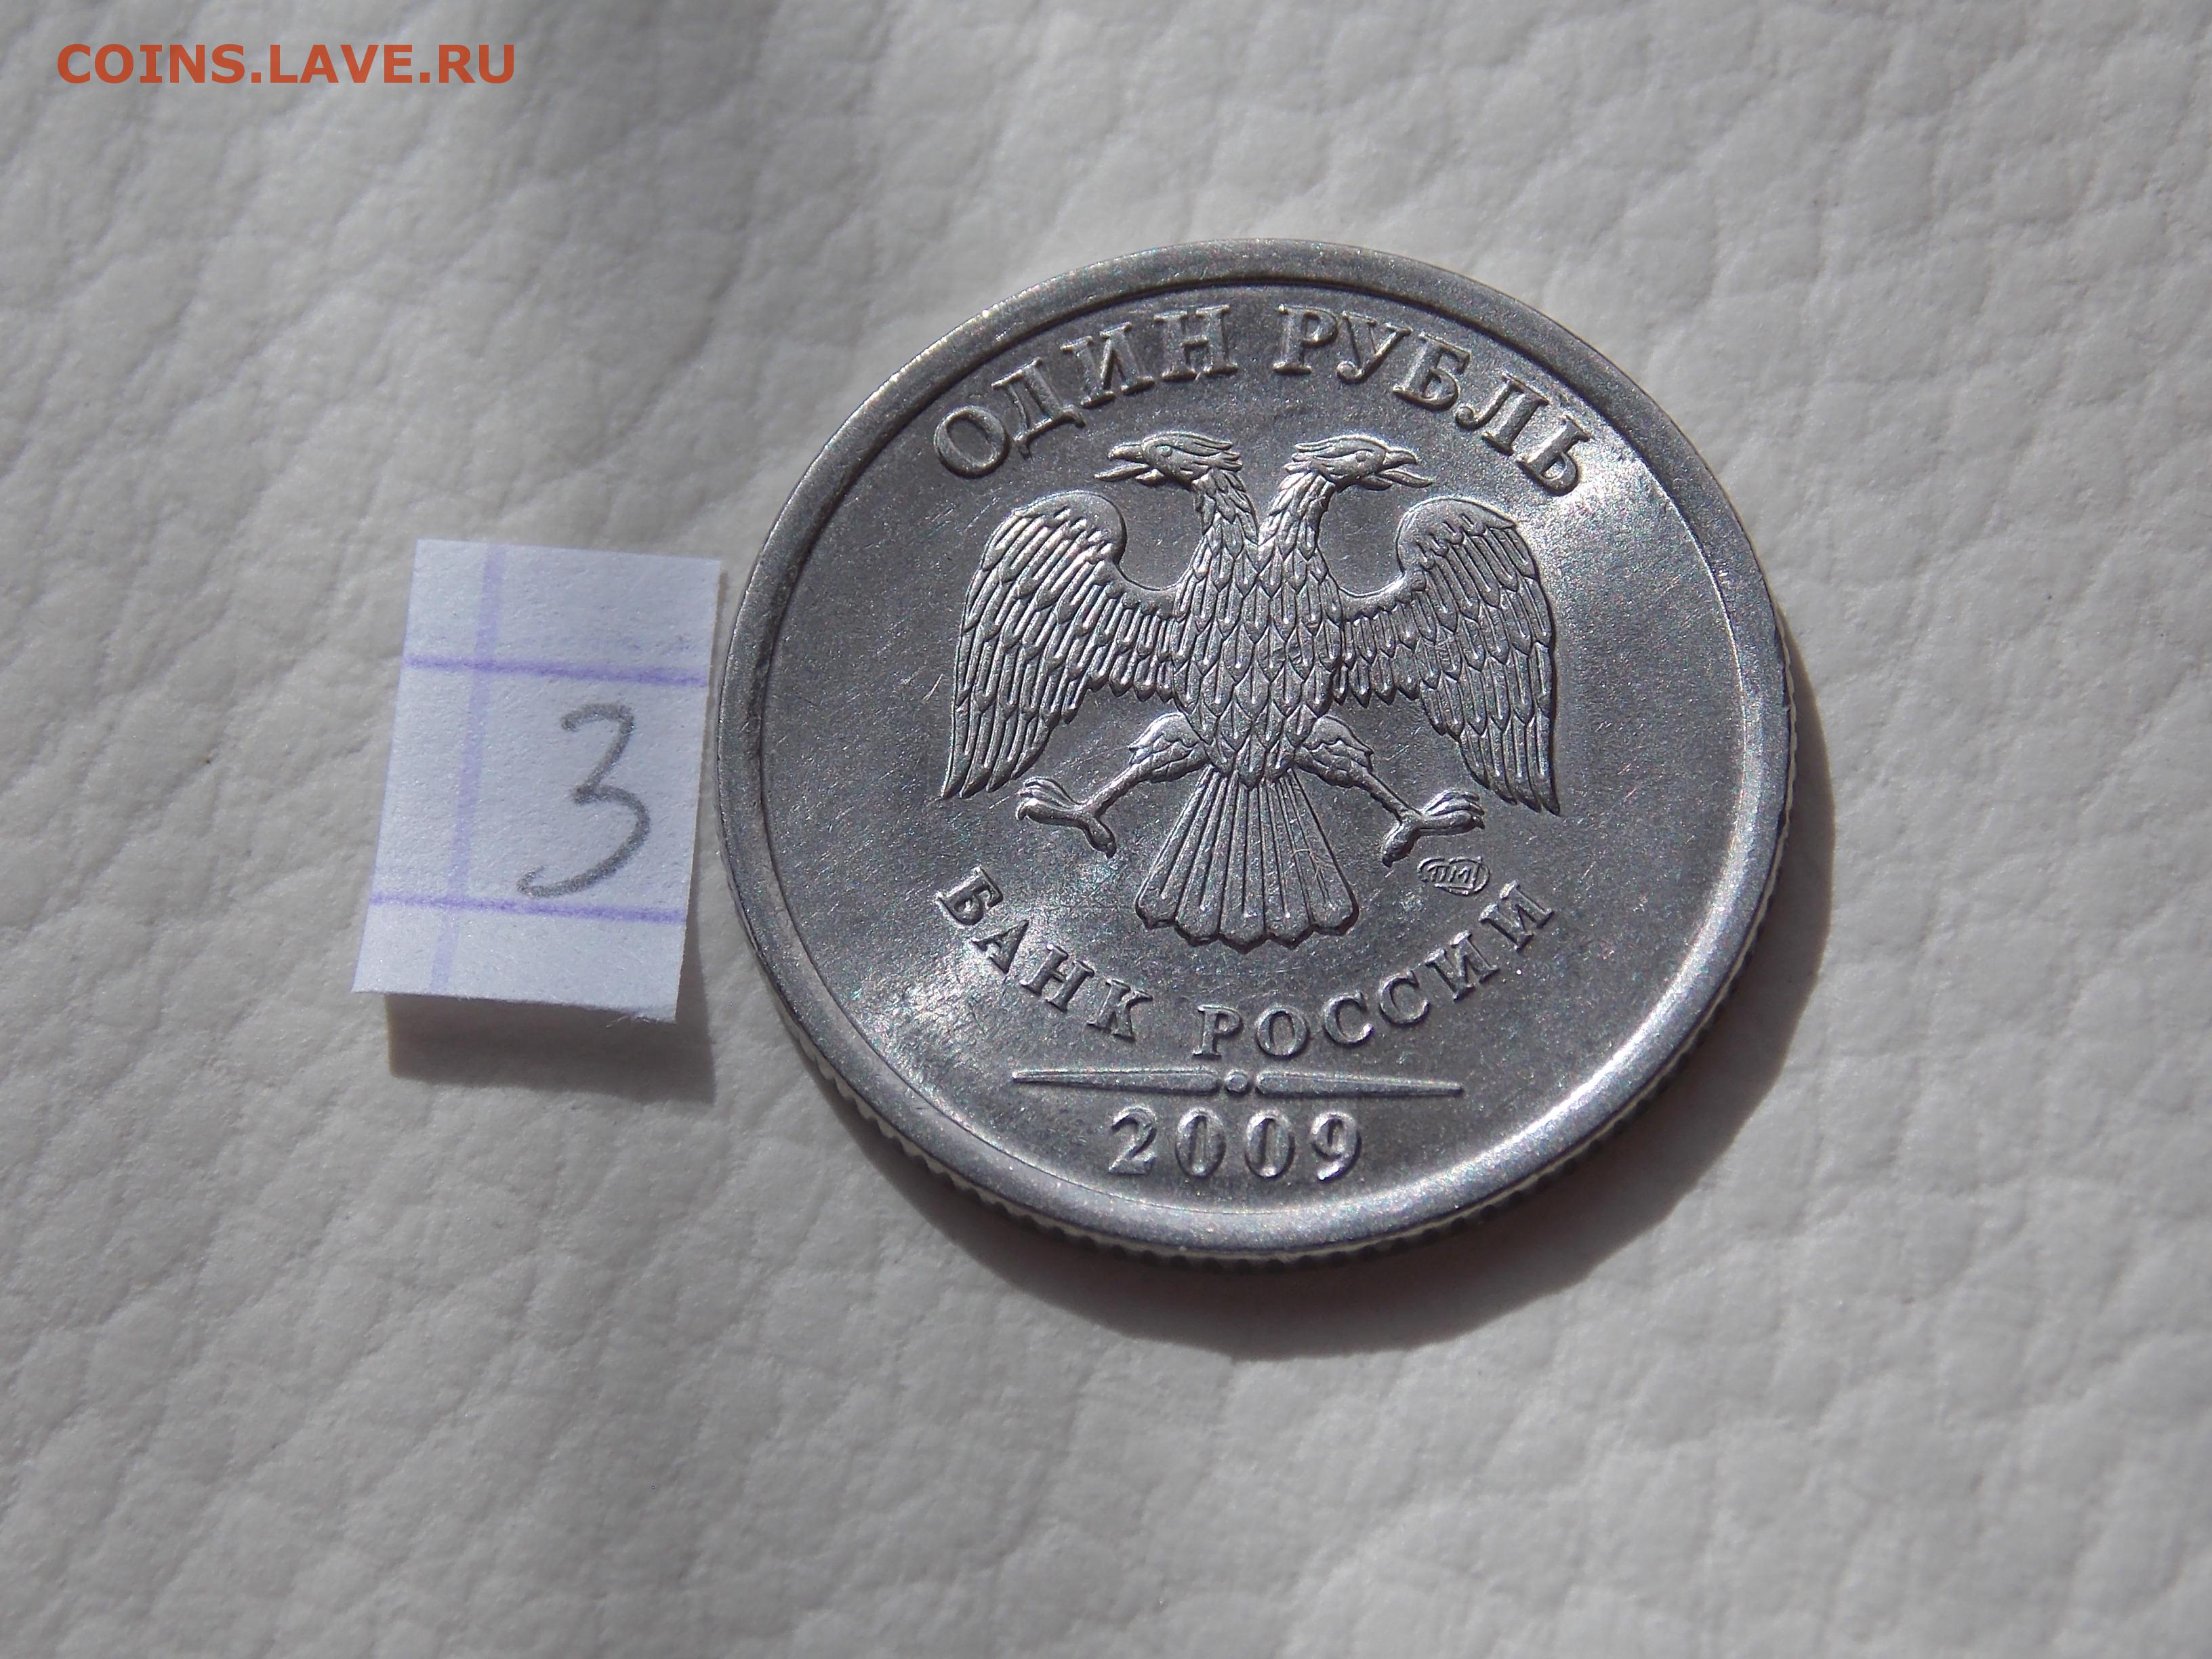 COINS.LAVE.RU
ОДИН РУБЛЬ
3
БАНК РОССИИ
2009